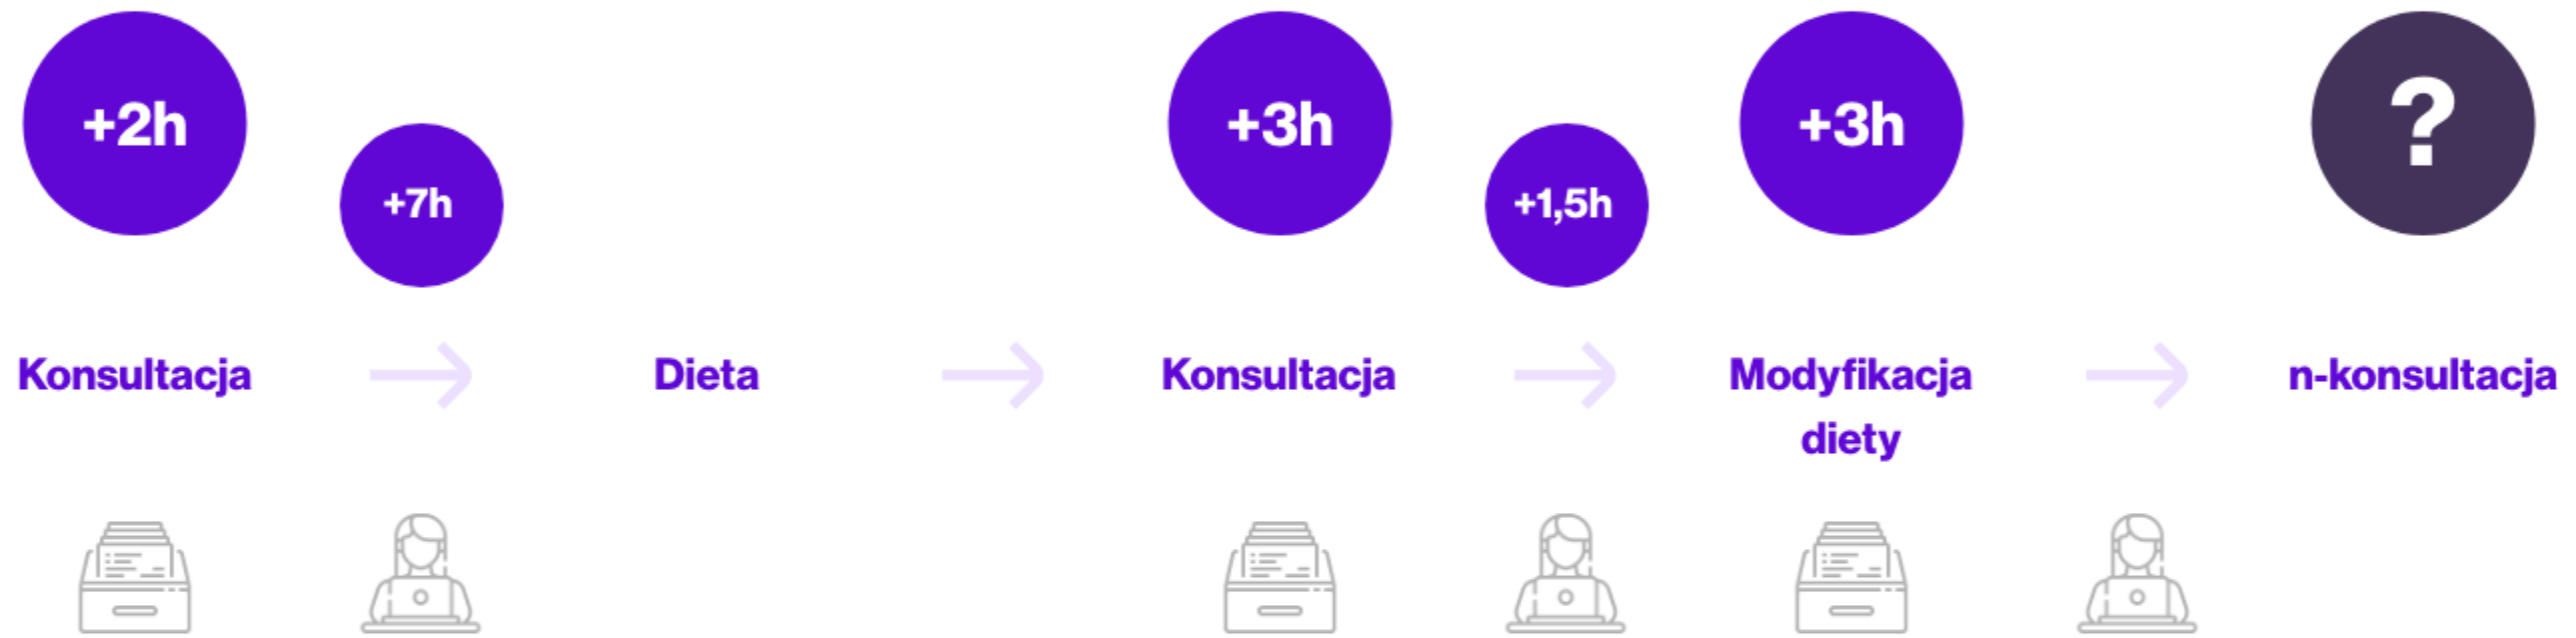 +2h
+7h
+3h
+1,5h
+3h
?
Konsultacja
Dieta
Konsultacja
Modyfikacja
diety
n-konsultacja